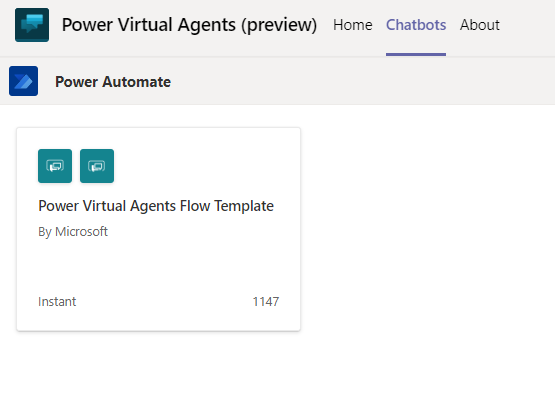 Power Virtual Agents (preview) Home Chatbots About
Power Automate
Power Virtual Agents Flow Template
By Microsoft
Instant 1147